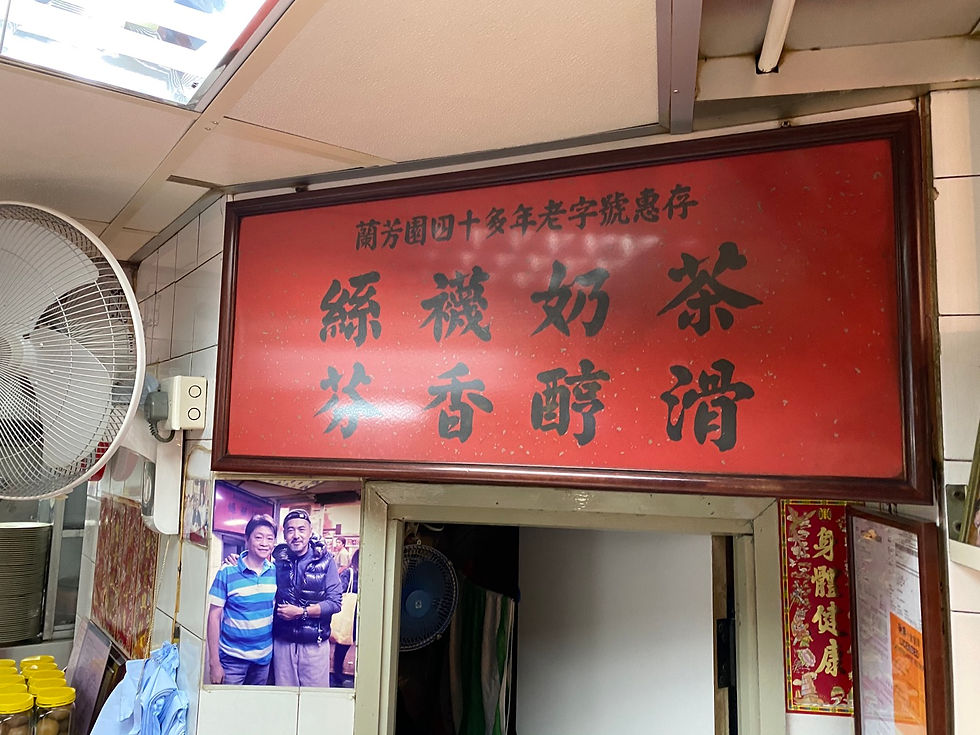 蘭芳園四十多年老字號惠存
絲襪奶茶
芬香醇滑
身體健康